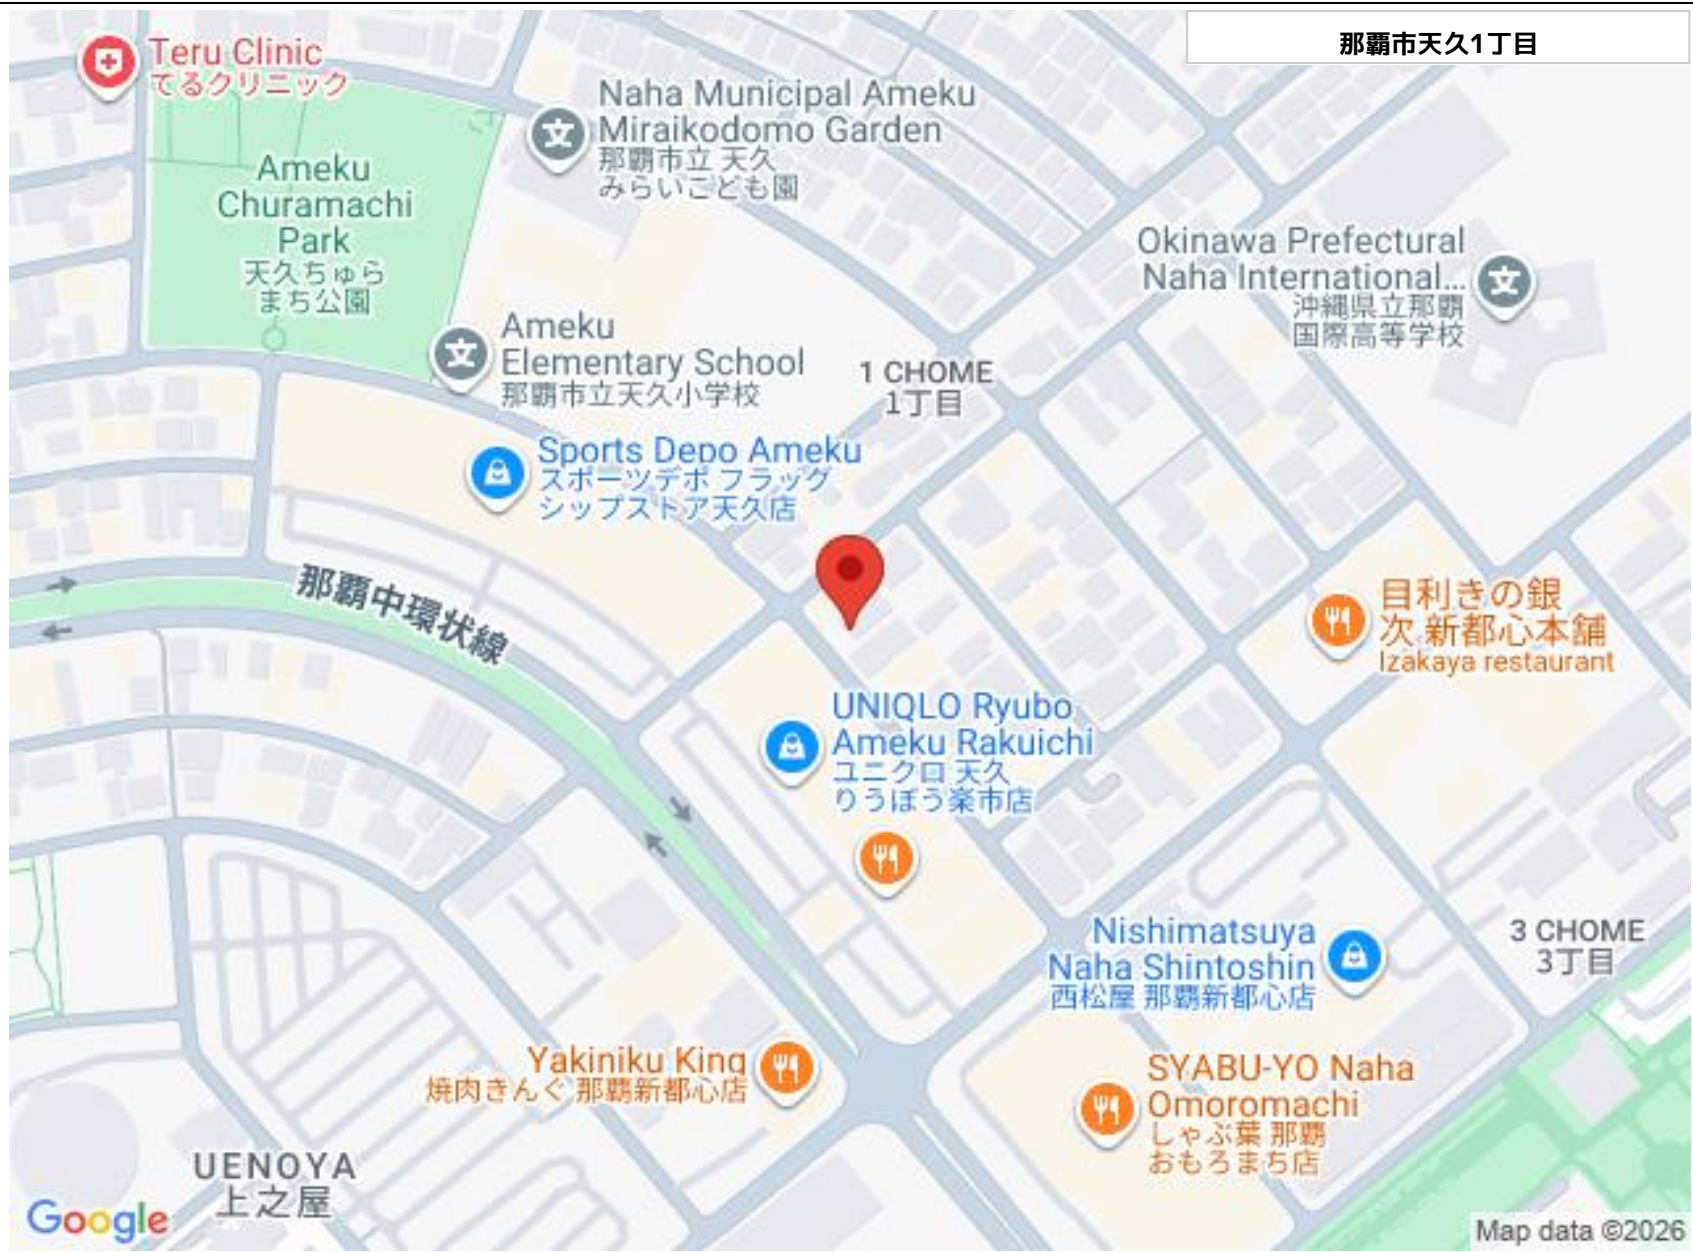 那覇市天久1丁目
Teru Clinic
てるクリニック
Naha Municipal Ameku
Miraikodomo Garden
那覇市立 天久
みらいこども園
Ameku
Churamachi
Park
天久ちゅら
まち公園
Okinawa Prefectural
Naha International...
沖縄県立那覇
国際高等学校
Ameku
Elementary School
那覇市立天久小学校
1 CHOME
1丁目
Sports Depo Ameku
スポーツデポ フラッグ
シップストア天久店
那覇中環状線
目利きの銀
次 新都心本舗
Izakaya restaurant
UNIQLO Ryubo
Ameku Rakuichi
ユニクロ 天久
りうぼう楽市店
Nishimatsuya
Naha Shintoshin
西松屋 那覇新都心店
3 CHOME
3丁目
Yakiniku King
焼肉きんぐ 那覇新都心店
SYABU-YO Naha
Omoromachi
しゃぶ葉 那覇
おもろまち店
UENOYA
上之屋
Google
Map data ©2026